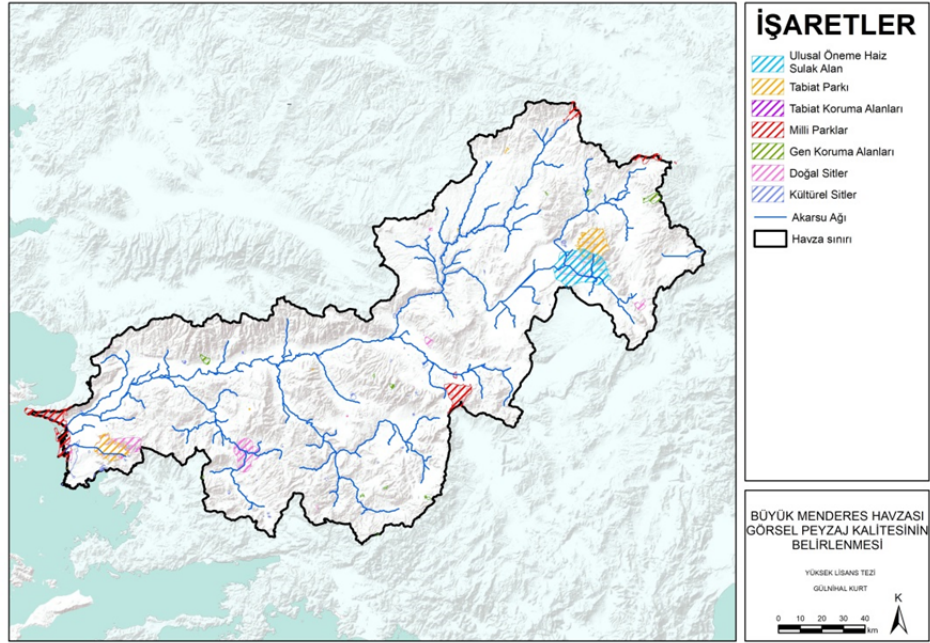 İŞARETLER
Ulusal Öneme Haiz
Sulak Alan
Tabiat Parkı
Tabiat Koruma Alanları
Milli Parklar
Gen Koruma Alanları
Doğal Sitler
Kültürel Sitler
Akarsu Ağı
Havza sınırı
BÜYÜK MENDERES HAVZASI
GÖRSEL PEYZAJ KALİTESİNİN
BELİRLENMESİ
YÜKSEK LİSANS TEZİ
GÜLNİHAL KURT
K
0 10 20 30 40
km